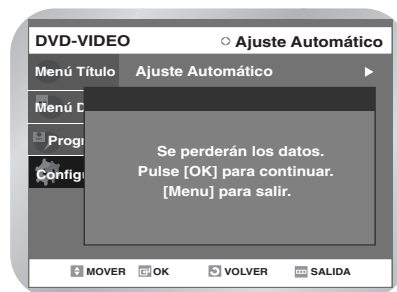 DVD-VIDEO Ajuste Automático
Menú Título Ajuste Automático
Menú D
Progr
Config
Se perderán los datos.
Pulse [OK] para continuar.
[Menu] para salir.
MOVER OK VOLVER SALIDA